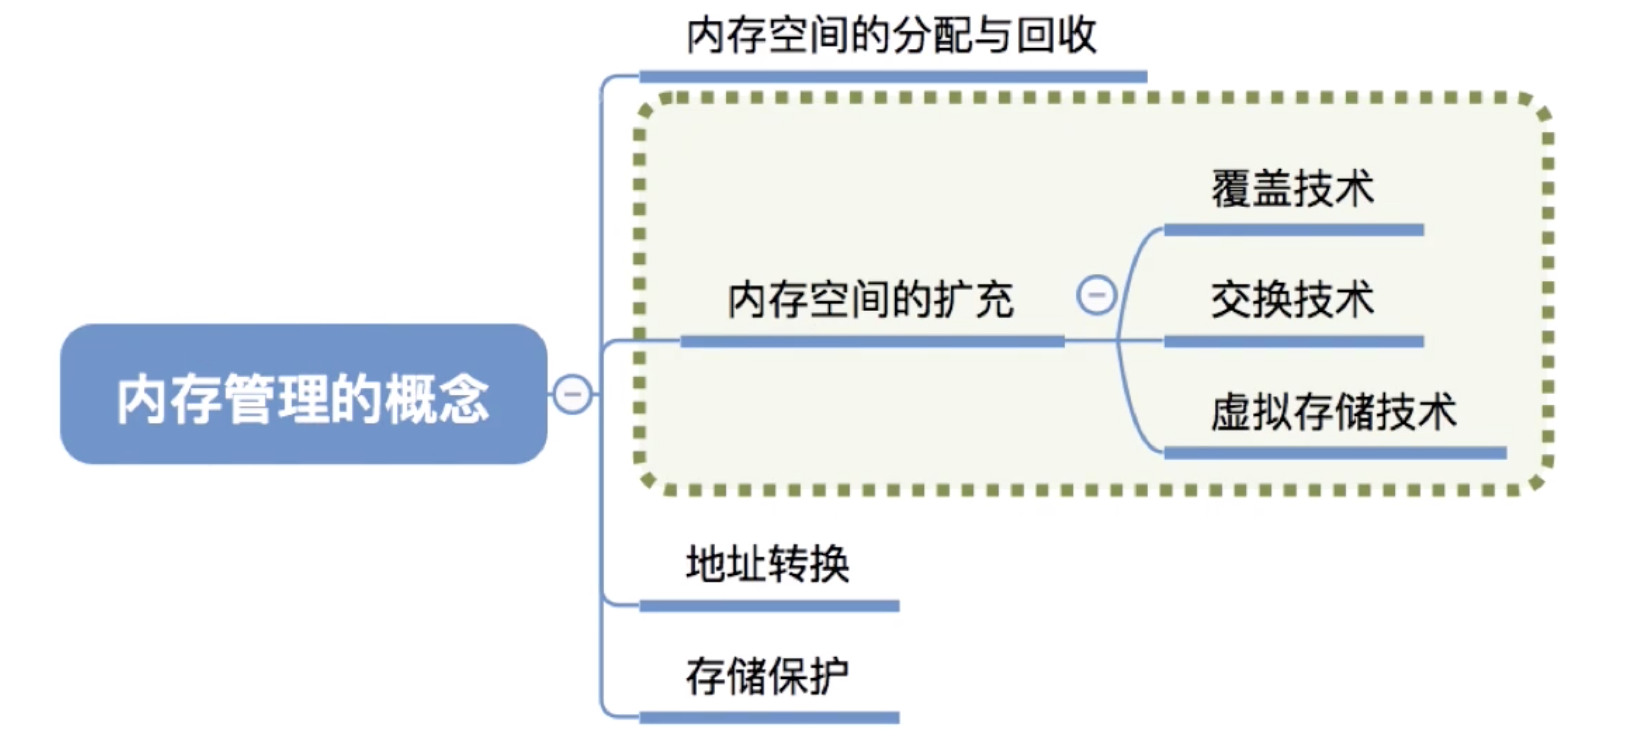 内存空间的分配与回收
覆盖技术
内存空间的扩充
交换技术
内存管理的概念
虚拟存储技术
地址转换
存储保护